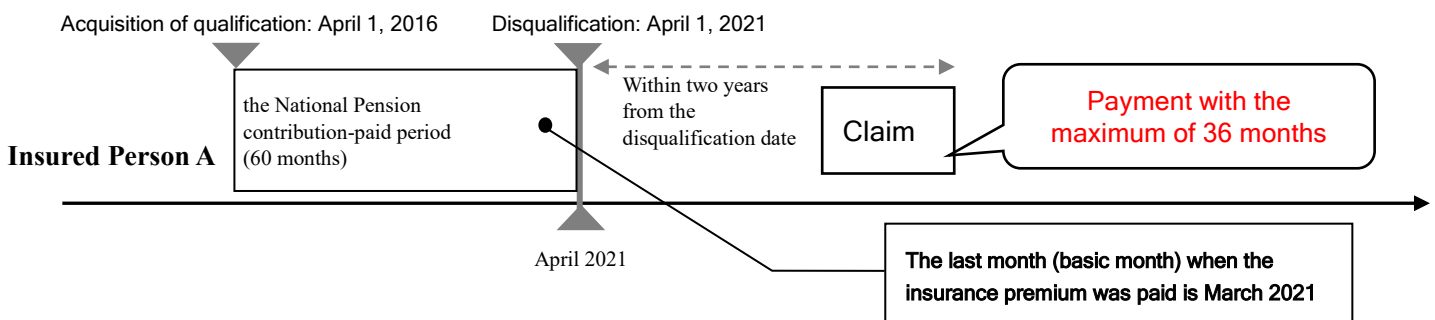 Acquisition of qualification: April 1, 2016
Disqualification: April 1, 2021
the National Pension
contribution-paid period
(60 months)
Within two years
from the
disqualification date
Claim
Payment with the
maximum of 36 months
Insured Person A
April 2021
The last month (basic month) when the
insurance premium was paid is March 2021